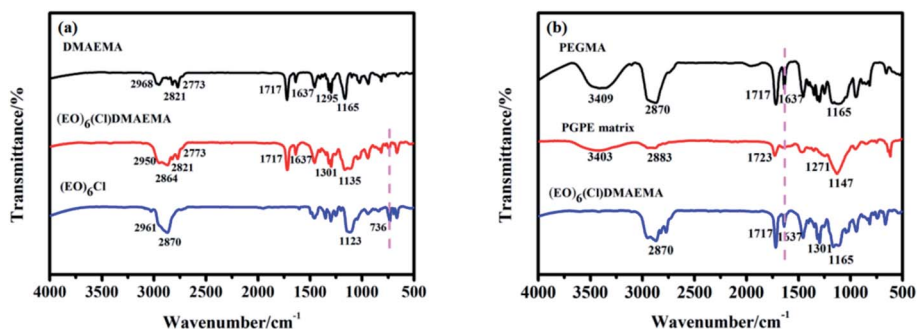 (a)
DMAEMA
2968
2821
2773
1717
1637
1295
1165
(EO)6(Cl)DMAEMA
2950
2864
2821
2773
1717
1637
1301
1135
(EO)6Cl
2961
2870
1123
736
Transmittance/%
4000 3500 3000 2500 2000 1500 1000 500
Wavenumber/cm-1
(b)
PEGMA
3409
2870
1717
1637
1165
PGPE matrix
3403
2883
1723
1271
1147
(EO)6(Cl)DMAEMA
2870
1717
1637
1301
1165
Transmittance/%
4000 3500 3000 2500 2000 1500 1000 500
Wavenumber/cm-1